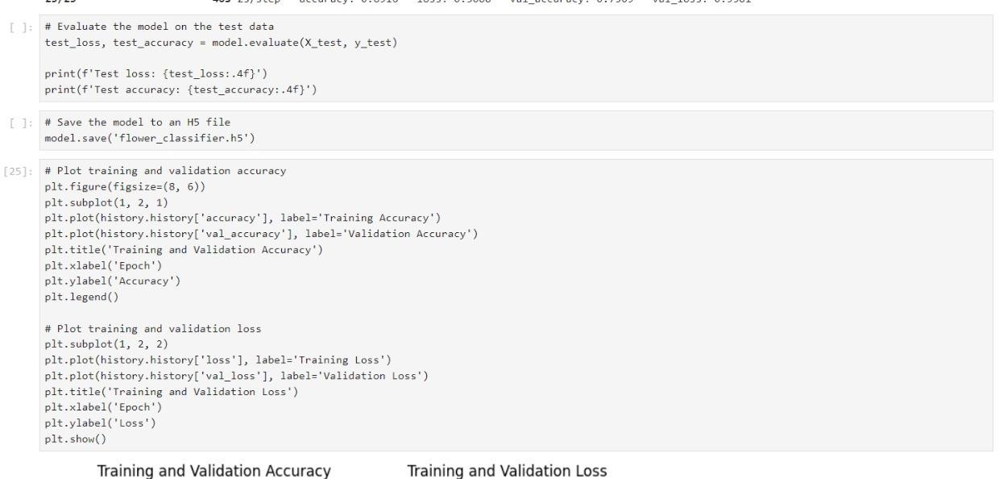 [ ]: # Evaluate the model on the test data
test_loss, test_accuracy = model.evaluate(X_test, y_test)
print(f'Test loss: {test_loss:.4f}')
print(f'Test accuracy: {test_accuracy:.4f}')
[ ]: # Save the model to an H5 file
model.save('flower_classifier.h5')
[25]: # Plot training and validation accuracy
plt.figure(figsize=(8, 6))
plt.subplot(1, 2, 1)
plt.plot(history.history['accuracy'], label='Training Accuracy')
plt.plot(history.history['val_accuracy'], label='Validation Accuracy')
plt.title('Training and Validation Accuracy')
plt.xlabel('Epoch')
plt.ylabel('Accuracy')
plt.legend()
# Plot training and validation loss
plt.subplot(1, 2, 2)
plt.plot(history.history['loss'], label='Training Loss')
plt.plot(history.history['val_loss'], label='Validation Loss')
plt.title('Training and Validation Loss')
plt.xlabel('Epoch')
plt.ylabel('Loss')
plt.show()
Training and Validation Accuracy Training and Validation Loss